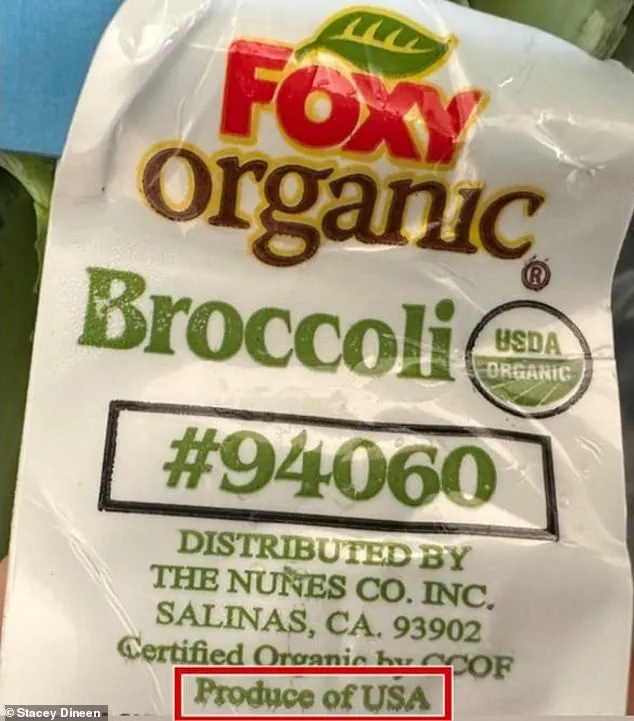 FOXY
organic
®
Broccoli
USDA
ORGANIC
#94060
DISTRIBUTED BY
THE NUNES CO. INC.
SALINAS, CA. 93902
Certified Organic by CCOF
Produce of USA
©Stacey Dineen